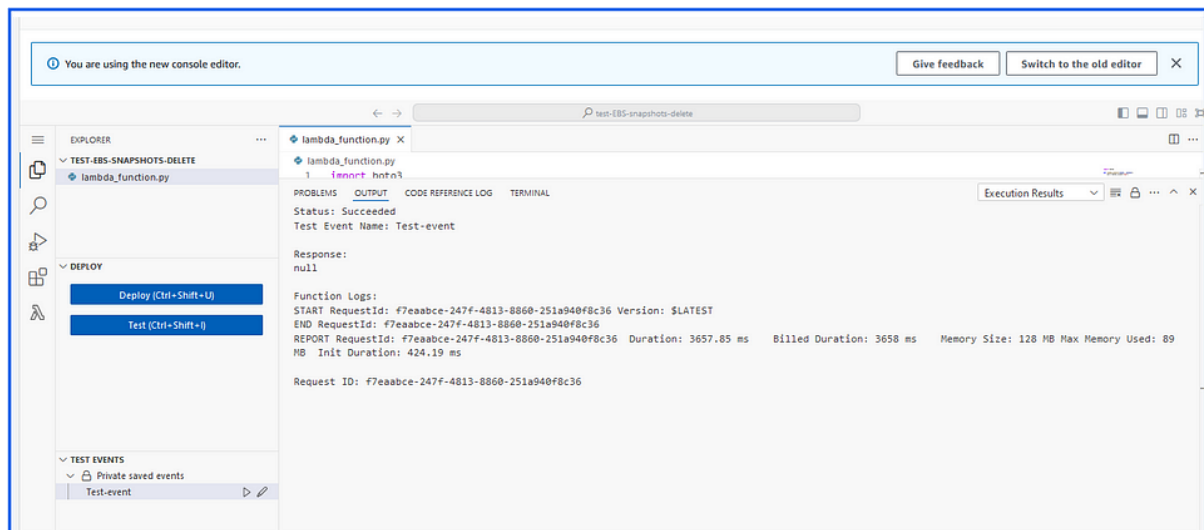 You are using the new console editor.
Give feedback
Switch to the old editor
test-EBS-snapshots-delete
EXPLORER
TEST-EBS-SNAPSHOTS-DELETE
lambda_function.py
DEPLOY
Deploy (Ctrl+Shift+U)
Test (Ctrl+Shift+I)
TEST EVENTS
Private saved events
Test-event
lambda_function.py
lambda_function.py
1 import boto3
PROBLEMS OUTPUT CODE REFERENCE LOG TERMINAL
Execution Results
Status: Succeeded
Test Event Name: Test-event
Response:
null
Function Logs:
START RequestId: f7eaabce-247f-4813-8860-251a940f8c36 Version: $LATEST
END RequestId: f7eaabce-247f-4813-8860-251a940f8c36
REPORT RequestId: f7eaabce-247f-4813-8860-251a940f8c36 Duration: 3657.85 ms Billed Duration: 3658 ms Memory Size: 128 MB Max Memory Used: 89
MB Init Duration: 424.19 ms
Request ID: f7eaabce-247f-4813-8860-251a940f8c36